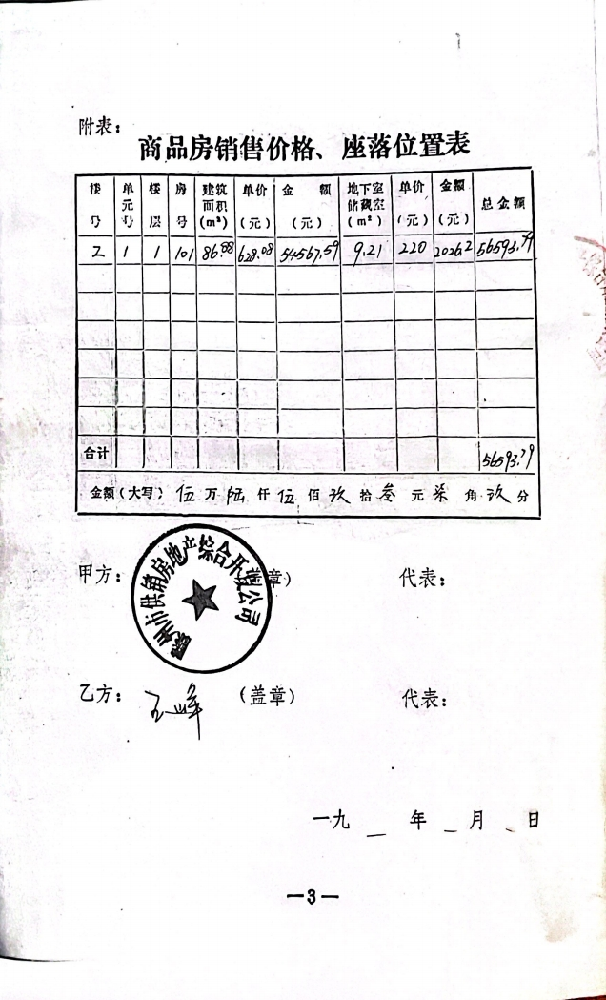 附表：
商品房销售价格、座落位置表
楼号 单元号 楼层 房号 建筑面积(m²) 单价（元） 金额（元） 地下室储藏室(m²) 单价（元） 金额（元） 总金额
2 1 1 101 86.88 628.08 54567.59 9.21 220 2026.2 56593.79
合计 56593.79
金额（大写） 伍万陆仟伍佰玖拾叁元柒角玖分
甲方： （盖章） 代表：
滕州市供销房地产综合开发公司
乙方： 王峰 （盖章） 代表：
一九 年 月 日
—3—